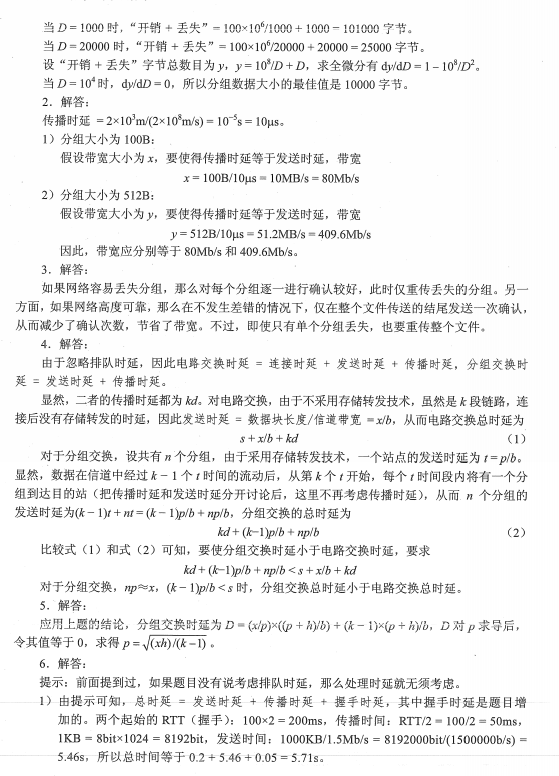 当 D = 1000 时，“开销 + 丢失” = 100×10⁶/1000 + 1000 = 101000 字节。
当 D = 20000 时，“开销 + 丢失” = 100×10⁶/20000 + 20000 = 25000 字节。
设“开销 + 丢失”字节总数目为 y，y = 10⁸/D + D，求全微分有 dy/dD = 1 − 10⁸/D²。
当 D = 10⁴ 时，dy/dD = 0，所以分组数据大小的最佳值是 10000 字节。
2．解答：
传播时延 = 2×10³m/(2×10⁸m/s) = 10⁻⁵s = 10μs。
1）分组大小为 100B：
假设带宽大小为 x，要使得传播时延等于发送时延，带宽
x = 100B/10μs = 10MB/s = 80Mb/s
2）分组大小为 512B：
假设带宽大小为 y，要使得传播时延等于发送时延，带宽
y = 512B/10μs = 51.2MB/s = 409.6Mb/s
因此，带宽应分别等于 80Mb/s 和 409.6Mb/s。
3．解答：
如果网络容易丢失分组，那么对每个分组逐一进行确认较好，此时仅重传丢失的分组。另一
方面，如果网络高度可靠，那么在不发生差错的情况下，仅在整个文件传送的结尾发送一次确认，
从而减少了确认次数，节省了带宽。不过，即使只有单个分组丢失，也要重传整个文件。
4．解答：
由于忽略排队时延，因此电路交换时延 = 连接时延 + 发送时延 + 传播时延，分组交换时
延 = 发送时延 + 传播时延。
显然，二者的传播时延都为 kd。对电路交换，由于不采用存储转发技术，虽然是 k 段链路，连
接后没有存储转发的时延，因此发送时延 = 数据块长度/信道带宽 = x/b，从而电路交换总时延为
s + x/b + kd （1）
对于分组交换，设共有 n 个分组，由于采用存储转发技术，一个站点的发送时延为 t = p/b。
显然，数据在信道中经过 k − 1 个 t 时间的流动后，从第 k 个 t 开始，每个 t 时间段内将有一个分
组到达目的站（把传播时延和发送时延分开讨论后，这里不再考虑传播时延），从而 n 个分组的
发送时延为(k − 1)t + nt = (k − 1)p/b + np/b，分组交换的总时延为
kd + (k−1)p/b + np/b （2）
比较式（1）和式（2）可知，要使分组交换时延小于电路交换时延，要求
kd + (k−1)p/b + np/b < s + x/b + kd
对于分组交换，np≈x，(k − 1)p/b < s 时，分组交换总时延小于电路交换总时延。
5．解答：
应用上题的结论，分组交换时延为 D = (x/p)×((p + h)/b) + (k − 1)×(p + h)/b，D 对 p 求导后，
令其值等于 0，求得 p = √(xh)/(k−1) 。
6．解答：
提示：前面提到过，如果题目没有说考虑排队时延，那么处理时延就无须考虑。
1）由提示可知，总时延 = 发送时延 + 传播时延 + 握手时延，其中握手时延是题目增
加的。两个起始的 RTT（握手）：100×2 = 200ms，传播时间：RTT/2 = 100/2 = 50ms，
1KB = 8bit×1024 = 8192bit，发送时间：1000KB/1.5Mb/s = 8192000bit/(1500000b/s) =
5.46s，所以总时间等于 0.2 + 5.46 + 0.05 = 5.71s。